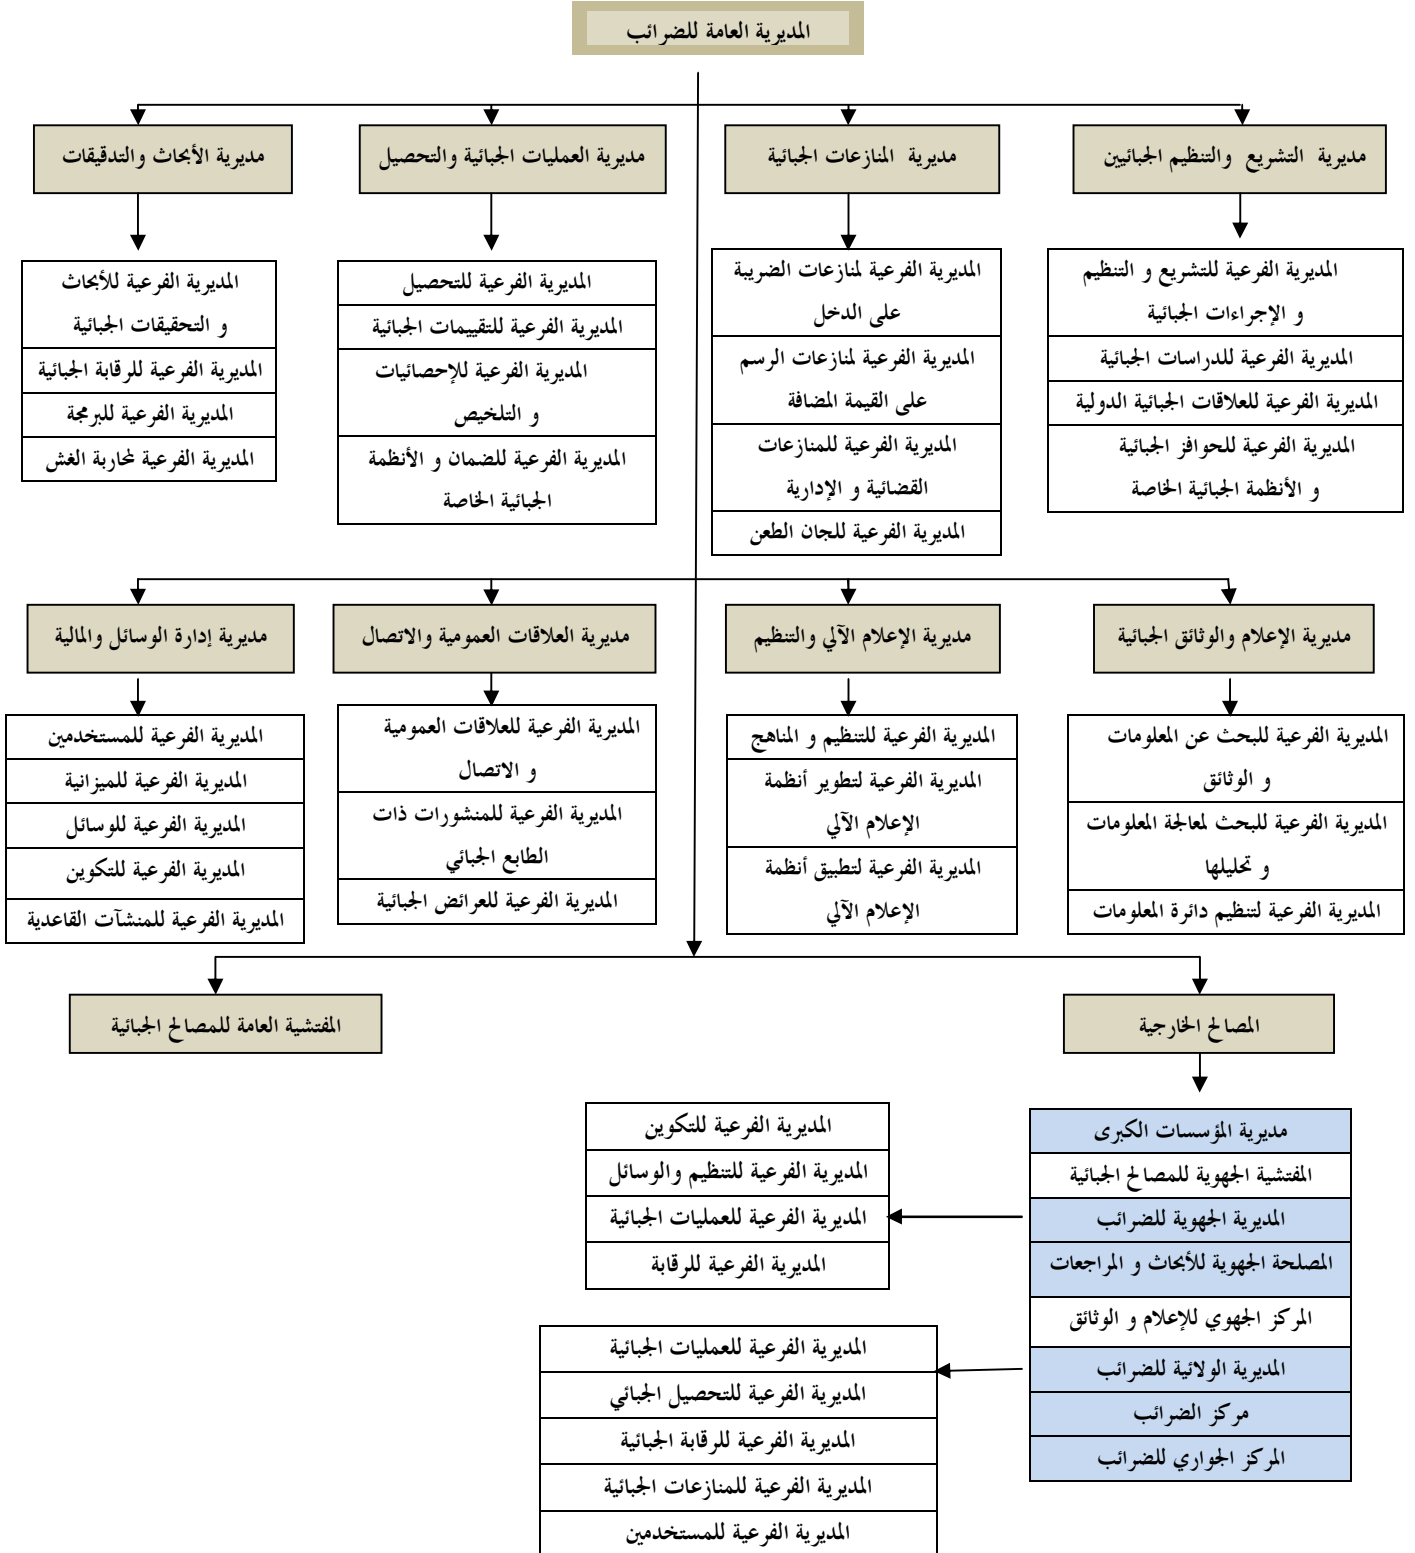 المديرية العامة للضرائب
مديرية التشريع والتنظيم الجبائيين
مديرية المنازعات الجبائية
مديرية العمليات الجبائية والتحصيل
مديرية الأبحاث والتدقيقات
المديرية الفرعية للتشريع و التنظيم
و الإجراءات الجبائية
المديرية الفرعية للدراسات الجبائية
المديرية الفرعية للعلاقات الجبائية الدولية
المديرية الفرعية للحوافز الجبائية
و الأنظمة الجبائية الخاصة
المديرية الفرعية لمنازعات الضريبة
على الدخل
المديرية الفرعية لمنازعات الرسم
على القيمة المضافة
المديرية الفرعية للمنازعات
القضائية و الإدارية
المديرية الفرعية للجان الطعن
المديرية الفرعية للتحصيل
المديرية الفرعية للتقييمات الجبائية
المديرية الفرعية للإحصائيات
و التلخيص
المديرية الفرعية للضمان و الأنظمة
الجبائية الخاصة
المديرية الفرعية للأبحاث
و التحقيقات الجبائية
المديرية الفرعية للرقابة الجبائية
المديرية الفرعية للبرمجة
المديرية الفرعية لمحاربة الغش
مديرية الإعلام والوثائق الجبائية
مديرية الإعلام الآلي والتنظيم
مديرية العلاقات العمومية والاتصال
مديرية إدارة الوسائل والمالية
المديرية الفرعية للبحث عن المعلومات
و الوثائق
المديرية الفرعية للبحث لمعالجة المعلومات
و تحليلها
المديرية الفرعية لتنظيم دائرة المعلومات
المديرية الفرعية للتنظيم و المناهج
المديرية الفرعية لتطوير أنظمة
الإعلام الآلي
المديرية الفرعية لتطبيق أنظمة
الإعلام الآلي
المديرية الفرعية للعلاقات العمومية
و الاتصال
المديرية الفرعية للمنشورات ذات
الطابع الجبائي
المديرية الفرعية للعرائض الجبائية
المديرية الفرعية للمستخدمين
المديرية الفرعية للميزانية
المديرية الفرعية للوسائل
المديرية الفرعية للتكوين
المديرية الفرعية للمنشآت القاعدية
المصالح الخارجية
المفتشية العامة للمصالح الجبائية
مديرية المؤسسات الكبرى
المفتشية الجهوية للمصالح الجبائية
المديرية الجهوية للضرائب
المصلحة الجهوية للأبحاث و المراجعات
المركز الجهوي للإعلام و الوثائق
المديرية الولائية للضرائب
مركز الضرائب
المركز الجواري للضرائب
المديرية الفرعية للتكوين
المديرية الفرعية للتنظيم والوسائل
المديرية الفرعية للعمليات الجبائية
المديرية الفرعية للرقابة
المديرية الفرعية للعمليات الجبائية
المديرية الفرعية للتحصيل الجبائي
المديرية الفرعية للرقابة الجبائية
المديرية الفرعية للمنازعات الجبائية
المديرية الفرعية للمستخدمين